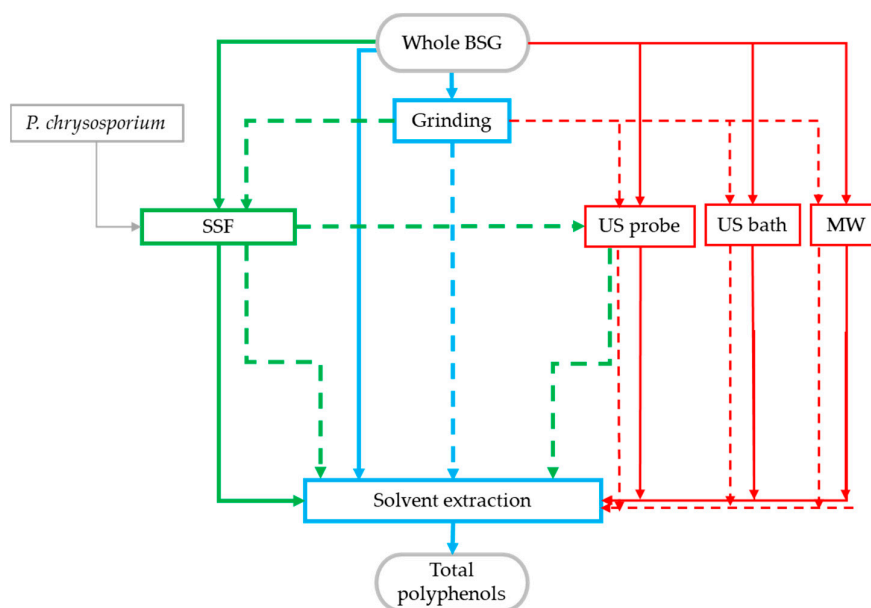 Whole BSG
Grinding
P. chrysosporium
SSF
US probe
US bath
MW
Solvent extraction
Total
polyphenols